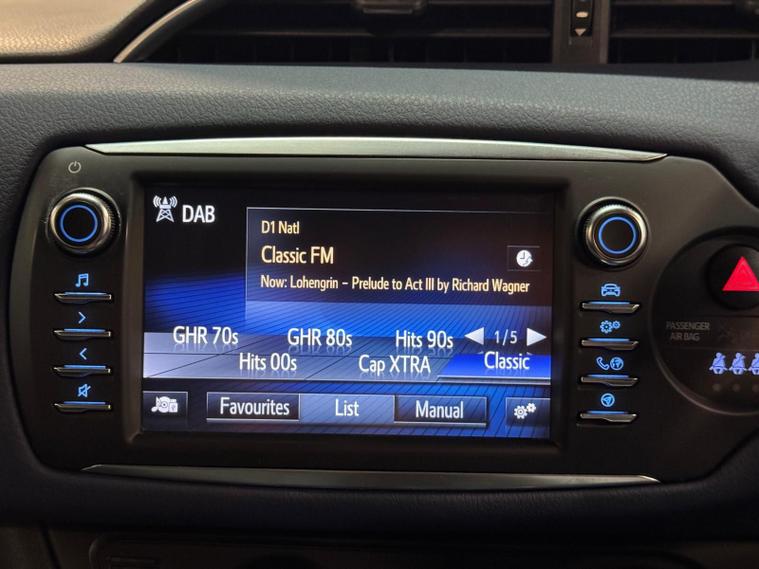 DAB
D1 Natl
Classic FM
Now: Lohengrin - Prelude to Act III by Richard Wagner
GHR 70s GHR 80s Hits 90s 1/5
Hits 00s Cap XTRA Classic
Favourites List Manual
PASSENGER
AIR BAG